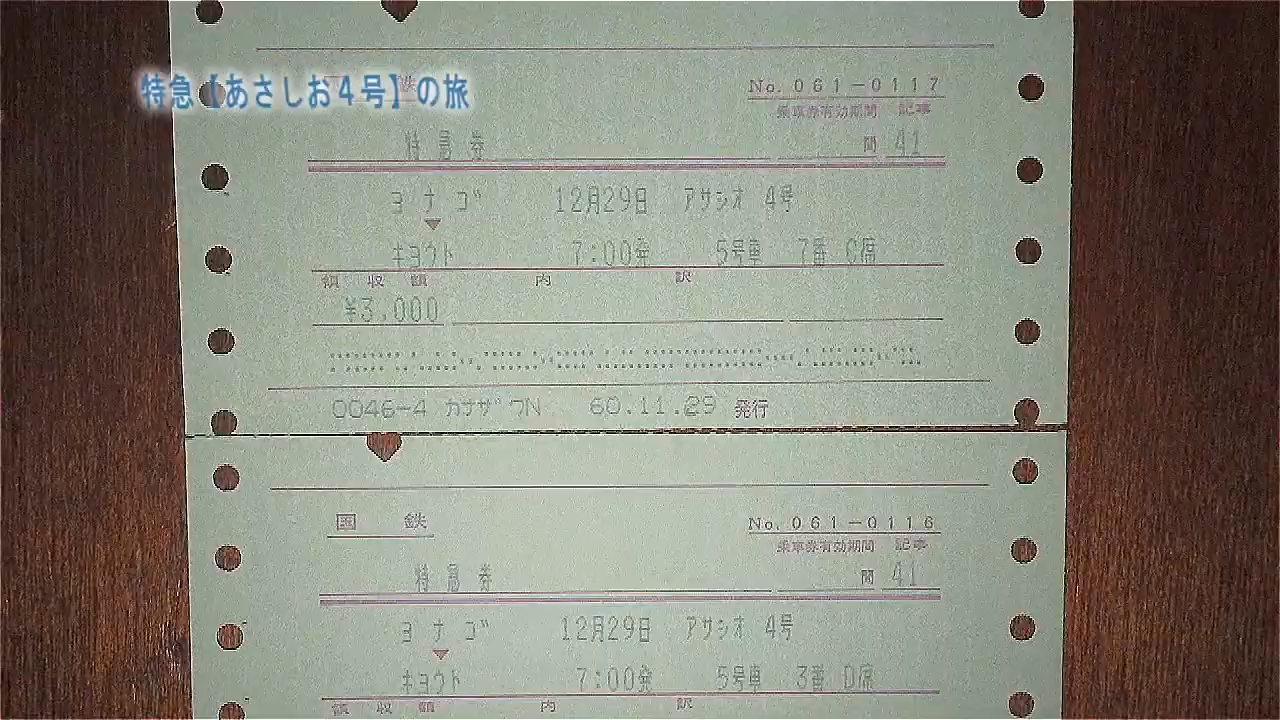 特急【あさしお4号】の旅
鉄
No. 061-0117
乗車券有効期間 記事
特急券 間 41
ヨナゴ 12月29日 アサシオ 4号
キヨウト 7:00発 5号車 7番 C席
領収額 内訳
¥3,000
0046-4 カナザワN 60.11.29 発行
国鉄 No. 061-0116
乗車券有効期間 記事
特急券 間 41
ヨナゴ 12月29日 アサシオ 4号
キヨウト 7:00発 5号車 3番 D席
領収額 内訳